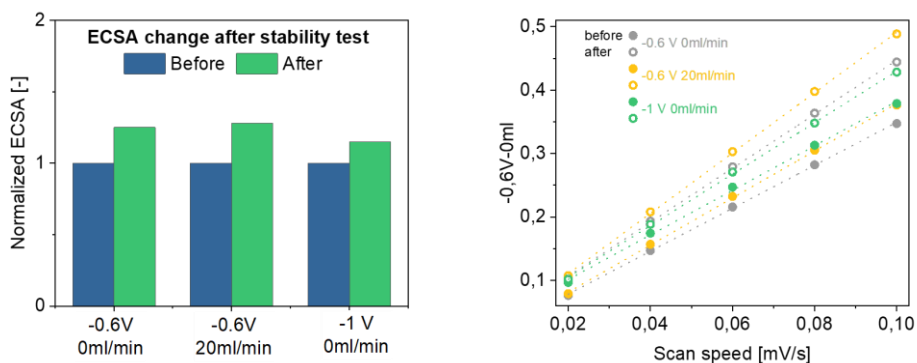 ECSA change after stability test
Before After
Normalized ECSA [-]
2
1
0
-0.6V
0ml/min
-0.6V
20ml/min
-1 V
0ml/min
before
after
-0.6 V 0ml/min
-0.6 V 20ml/min
-1 V 0ml/min
-0,6V-0ml
0,5
0,4
0,3
0,2
0,1
0,02 0,04 0,06 0,08 0,10
Scan speed [mV/s]